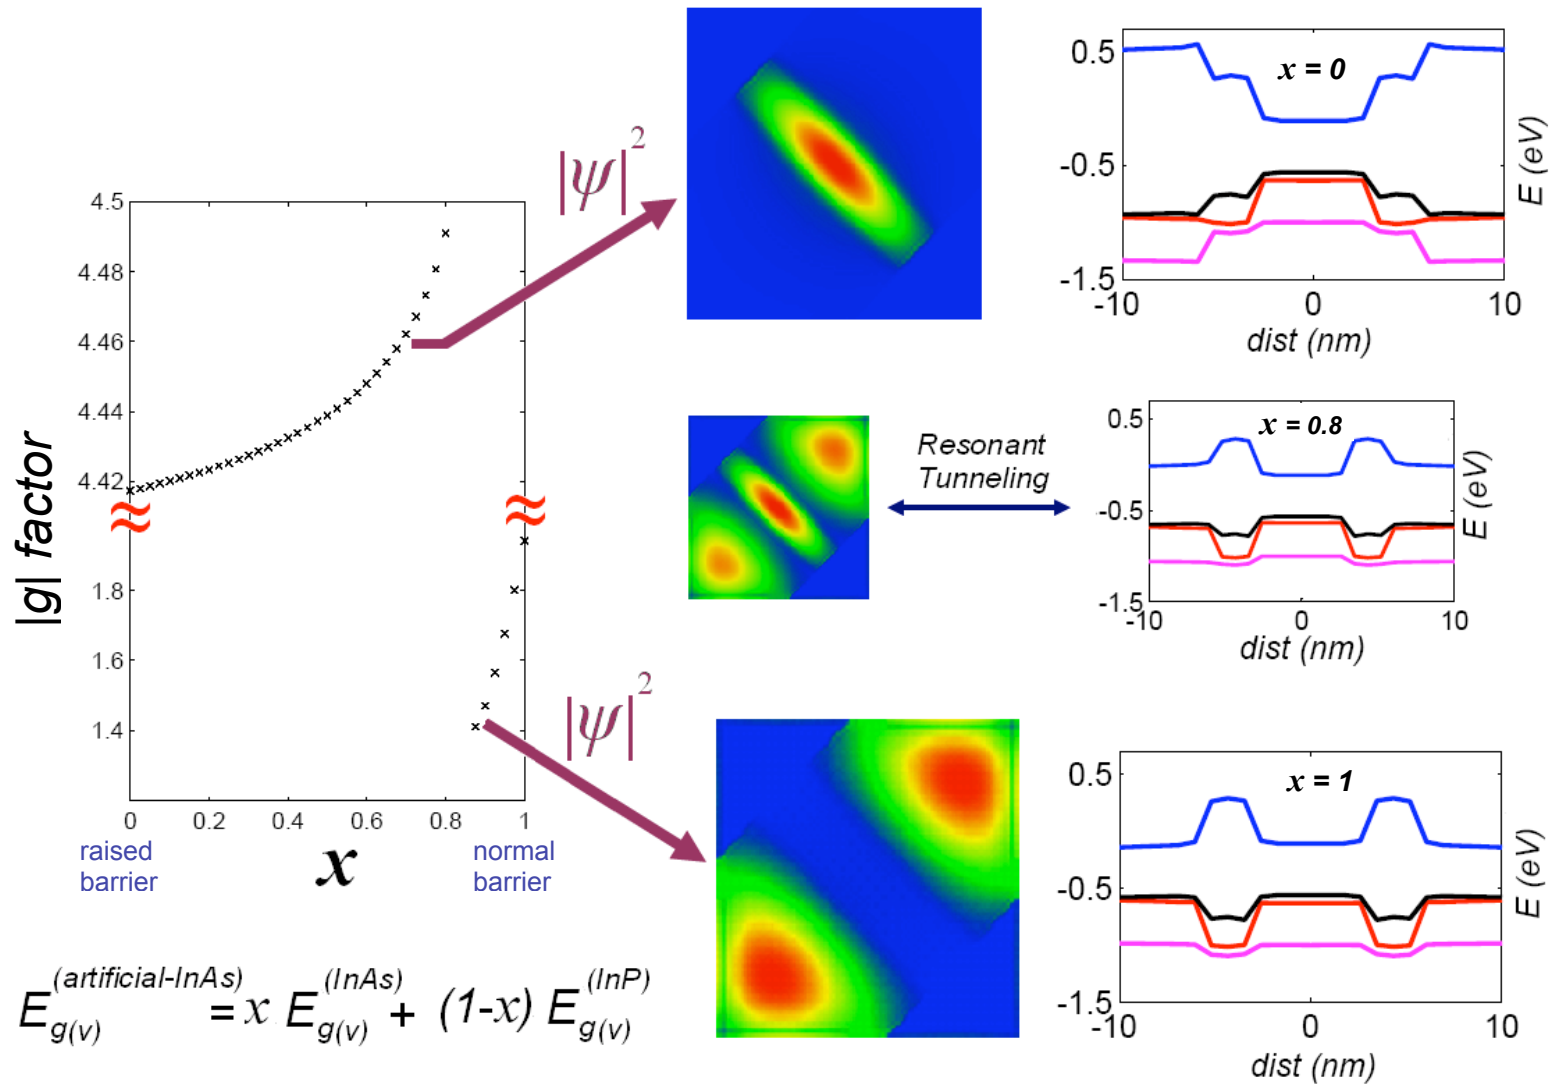 |g| factor
4.5
4.48
4.46
4.44
4.42
≈
≈
1.8
1.6
1.4
0
0.2
0.4
0.6
0.8
1
raised
barrier
x
normal
barrier
|ψ|²
|ψ|²
E_{g(v)}^{(artificial-InAs)} = x E_{g(v)}^{(InAs)} + (1-x) E_{g(v)}^{(InP)}
x = 0
0.5
-0.5
-1.5
-10
0
10
E (eV)
dist (nm)
Resonant
Tunneling
x = 0.8
0.5
-0.5
-1.5
-10
0
10
E (eV)
dist (nm)
x = 1
0.5
-0.5
-1.5
-10
0
10
E (eV)
dist (nm)